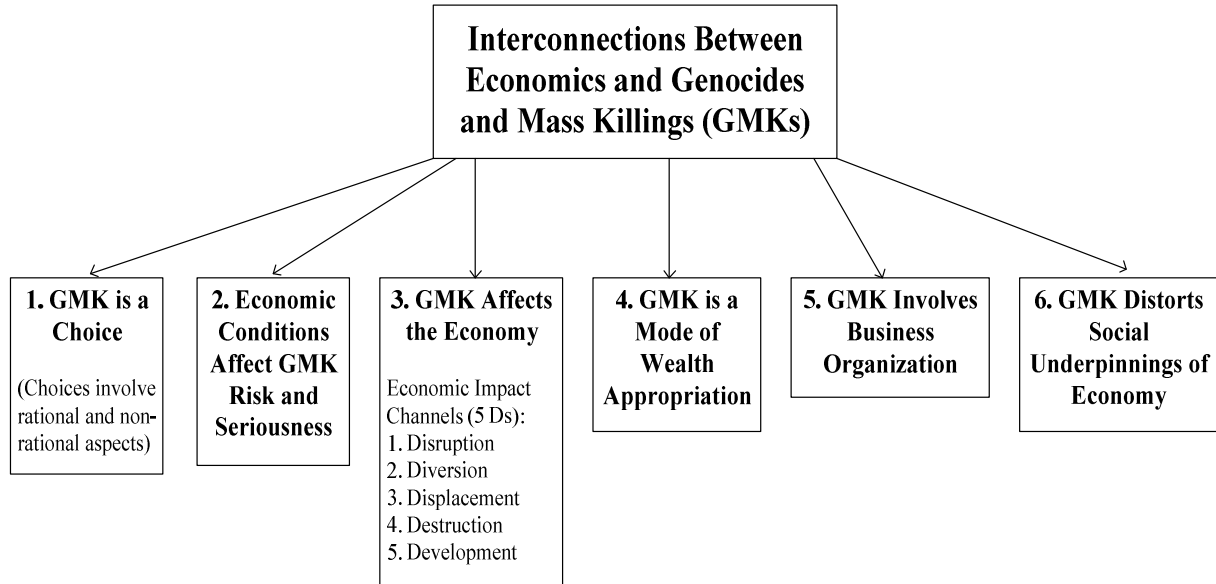 Interconnections Between
Economics and Genocides
and Mass Killings (GMKs)
1. GMK is a
Choice
(Choices involve
rational and non-
rational aspects)
2. Economic
Conditions
Affect GMK
Risk and
Seriousness
3. GMK Affects
the Economy
Economic Impact
Channels (5 Ds):
1. Disruption
2. Diversion
3. Displacement
4. Destruction
5. Development
4. GMK is a
Mode of
Wealth
Appropriation
5. GMK Involves
Business
Organization
6. GMK Distorts
Social
Underpinnings of
Economy